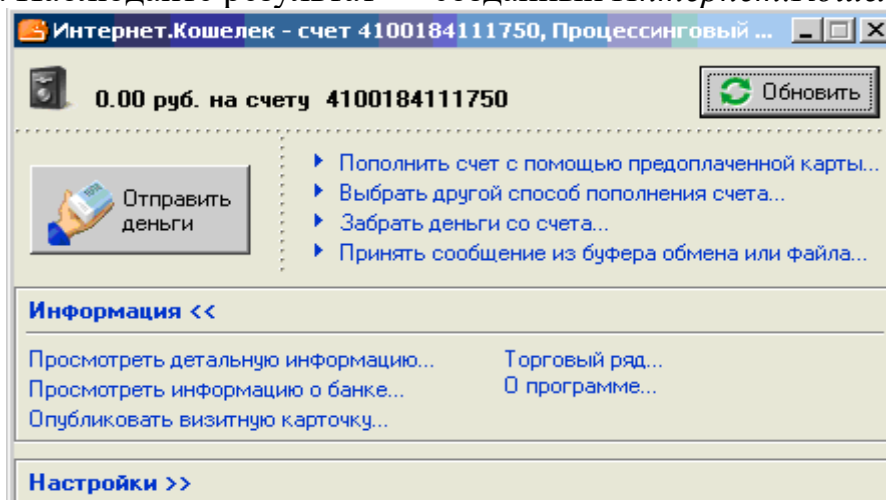 Интернет.Кошелек - счет 4100184111750, Процессинговый ...
0.00 руб. на счету 4100184111750
Обновить
Отправить
деньги
Пополнить счет с помощью предоплаченной карты...
Выбрать другой способ пополнения счета...
Забрать деньги со счета...
Принять сообщение из буфера обмена или файла...
Информация <<
Просмотреть детальную информацию...
Просмотреть информацию о банке...
Опубликовать визитную карточку...
Торговый ряд...
О программе...
Настройки >>